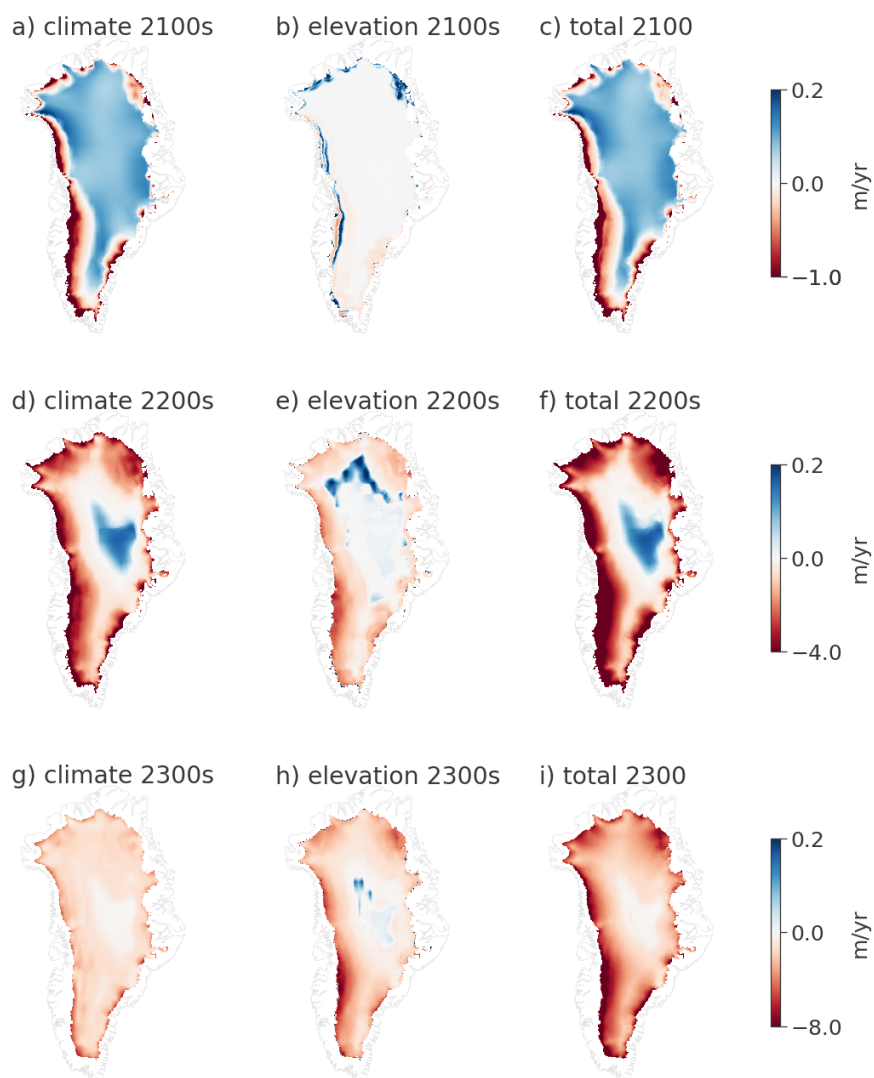 a) climate 2100s
b) elevation 2100s
c) total 2100
0.2
0.0
−1.0
m/yr
d) climate 2200s
e) elevation 2200s
f) total 2200s
0.2
0.0
−4.0
m/yr
g) climate 2300s
h) elevation 2300s
i) total 2300
0.2
0.0
−8.0
m/yr